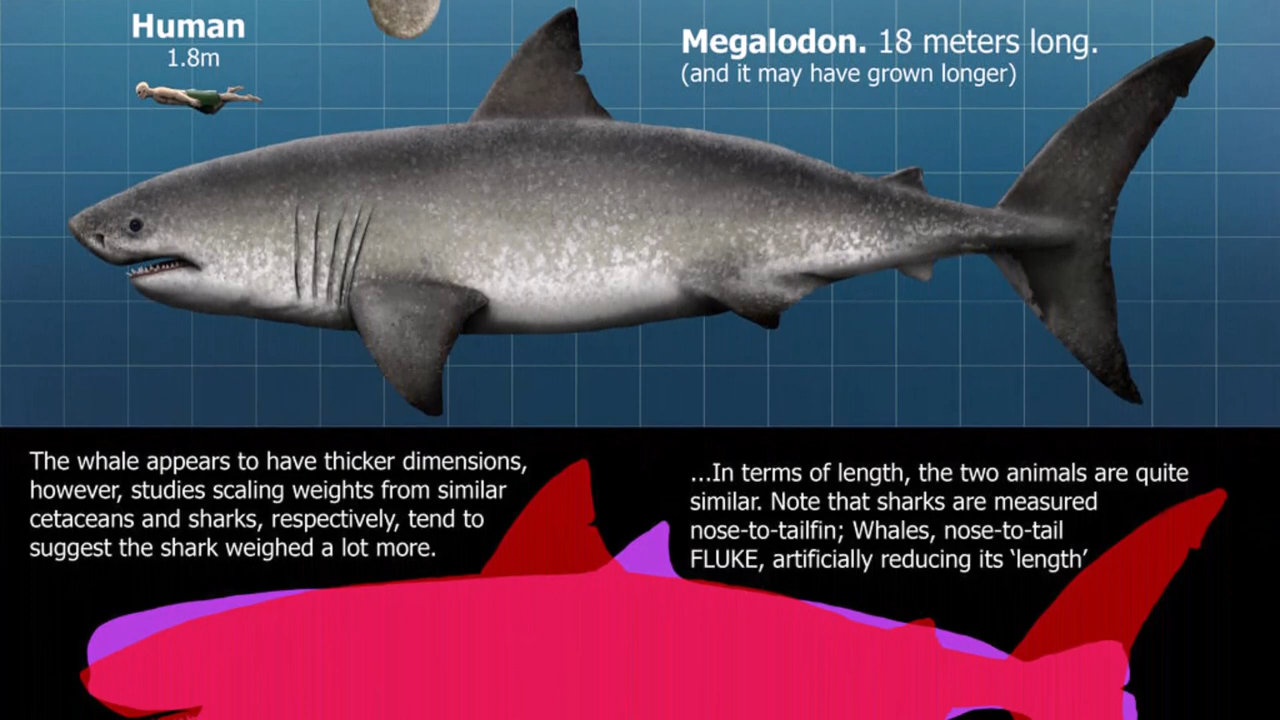 Human
1.8m
Megalodon. 18 meters long.
(and it may have grown longer)
The whale appears to have thicker dimensions,
however, studies scaling weights from similar
cetaceans and sharks, respectively, tend to
suggest the shark weighed a lot more.
...In terms of length, the two animals are quite
similar. Note that sharks are measured
nose-to-tailfin; Whales, nose-to-tail
FLUKE, artificially reducing its ‘length’